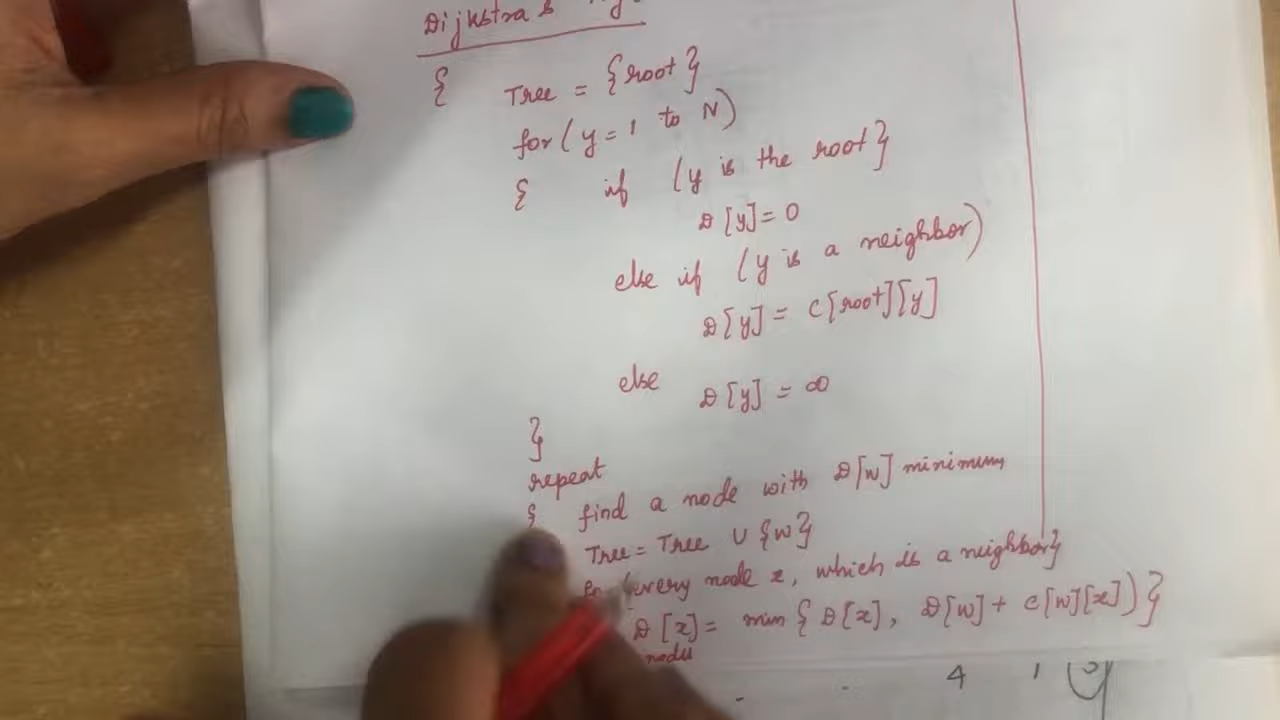 Dijkstra's
{ Tree = {root}
for( y = 1 to N)
{ if (y is the root}
D[y] = 0
else if (y is a neighbor)
D[y] = c[root][y]
else D[y] = ∞
}
repeat
{ find a node with D[w] minimum
Tree = Tree ∪ {w}
every node x, which is a neighbor}
D[x] = min { D[x], D[w] + c[w][x])}
nodes
4 1